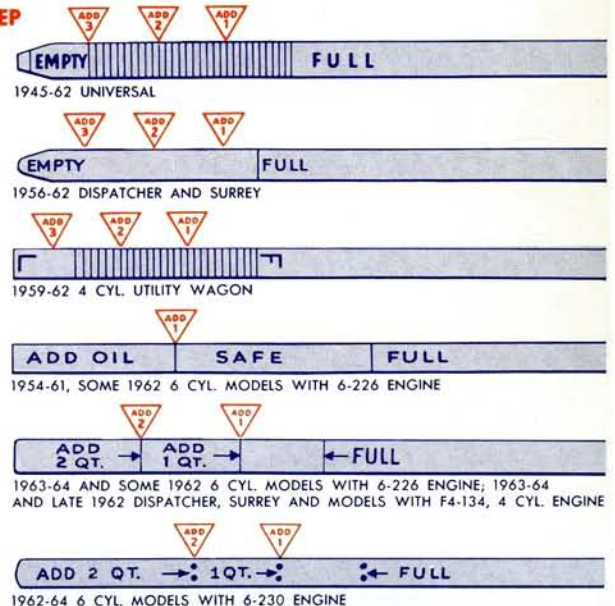 EP
ADD 3 ADD 2 ADD 1
EMPTY FULL
1945-62 UNIVERSAL
ADD 3 ADD 2 ADD 1
EMPTY FULL
1956-62 DISPATCHER AND SURREY
ADD 3 ADD 2 ADD 1
1959-62 4 CYL. UTILITY WAGON
ADD 1
ADD OIL SAFE FULL
1954-61, SOME 1962 6 CYL. MODELS WITH 6-226 ENGINE
ADD 2 ADD 1
ADD 2 QT. → ADD 1 QT. → ←FULL
1963-64 AND SOME 1962 6 CYL. MODELS WITH 6-226 ENGINE; 1963-64
AND LATE 1962 DISPATCHER, SURREY AND MODELS WITH F4-134, 4 CYL. ENGINE
ADD 2 ADD 1
ADD 2 QT. → 1QT. → ← FULL
1962-64 6 CYL. MODELS WITH 6-230 ENGINE